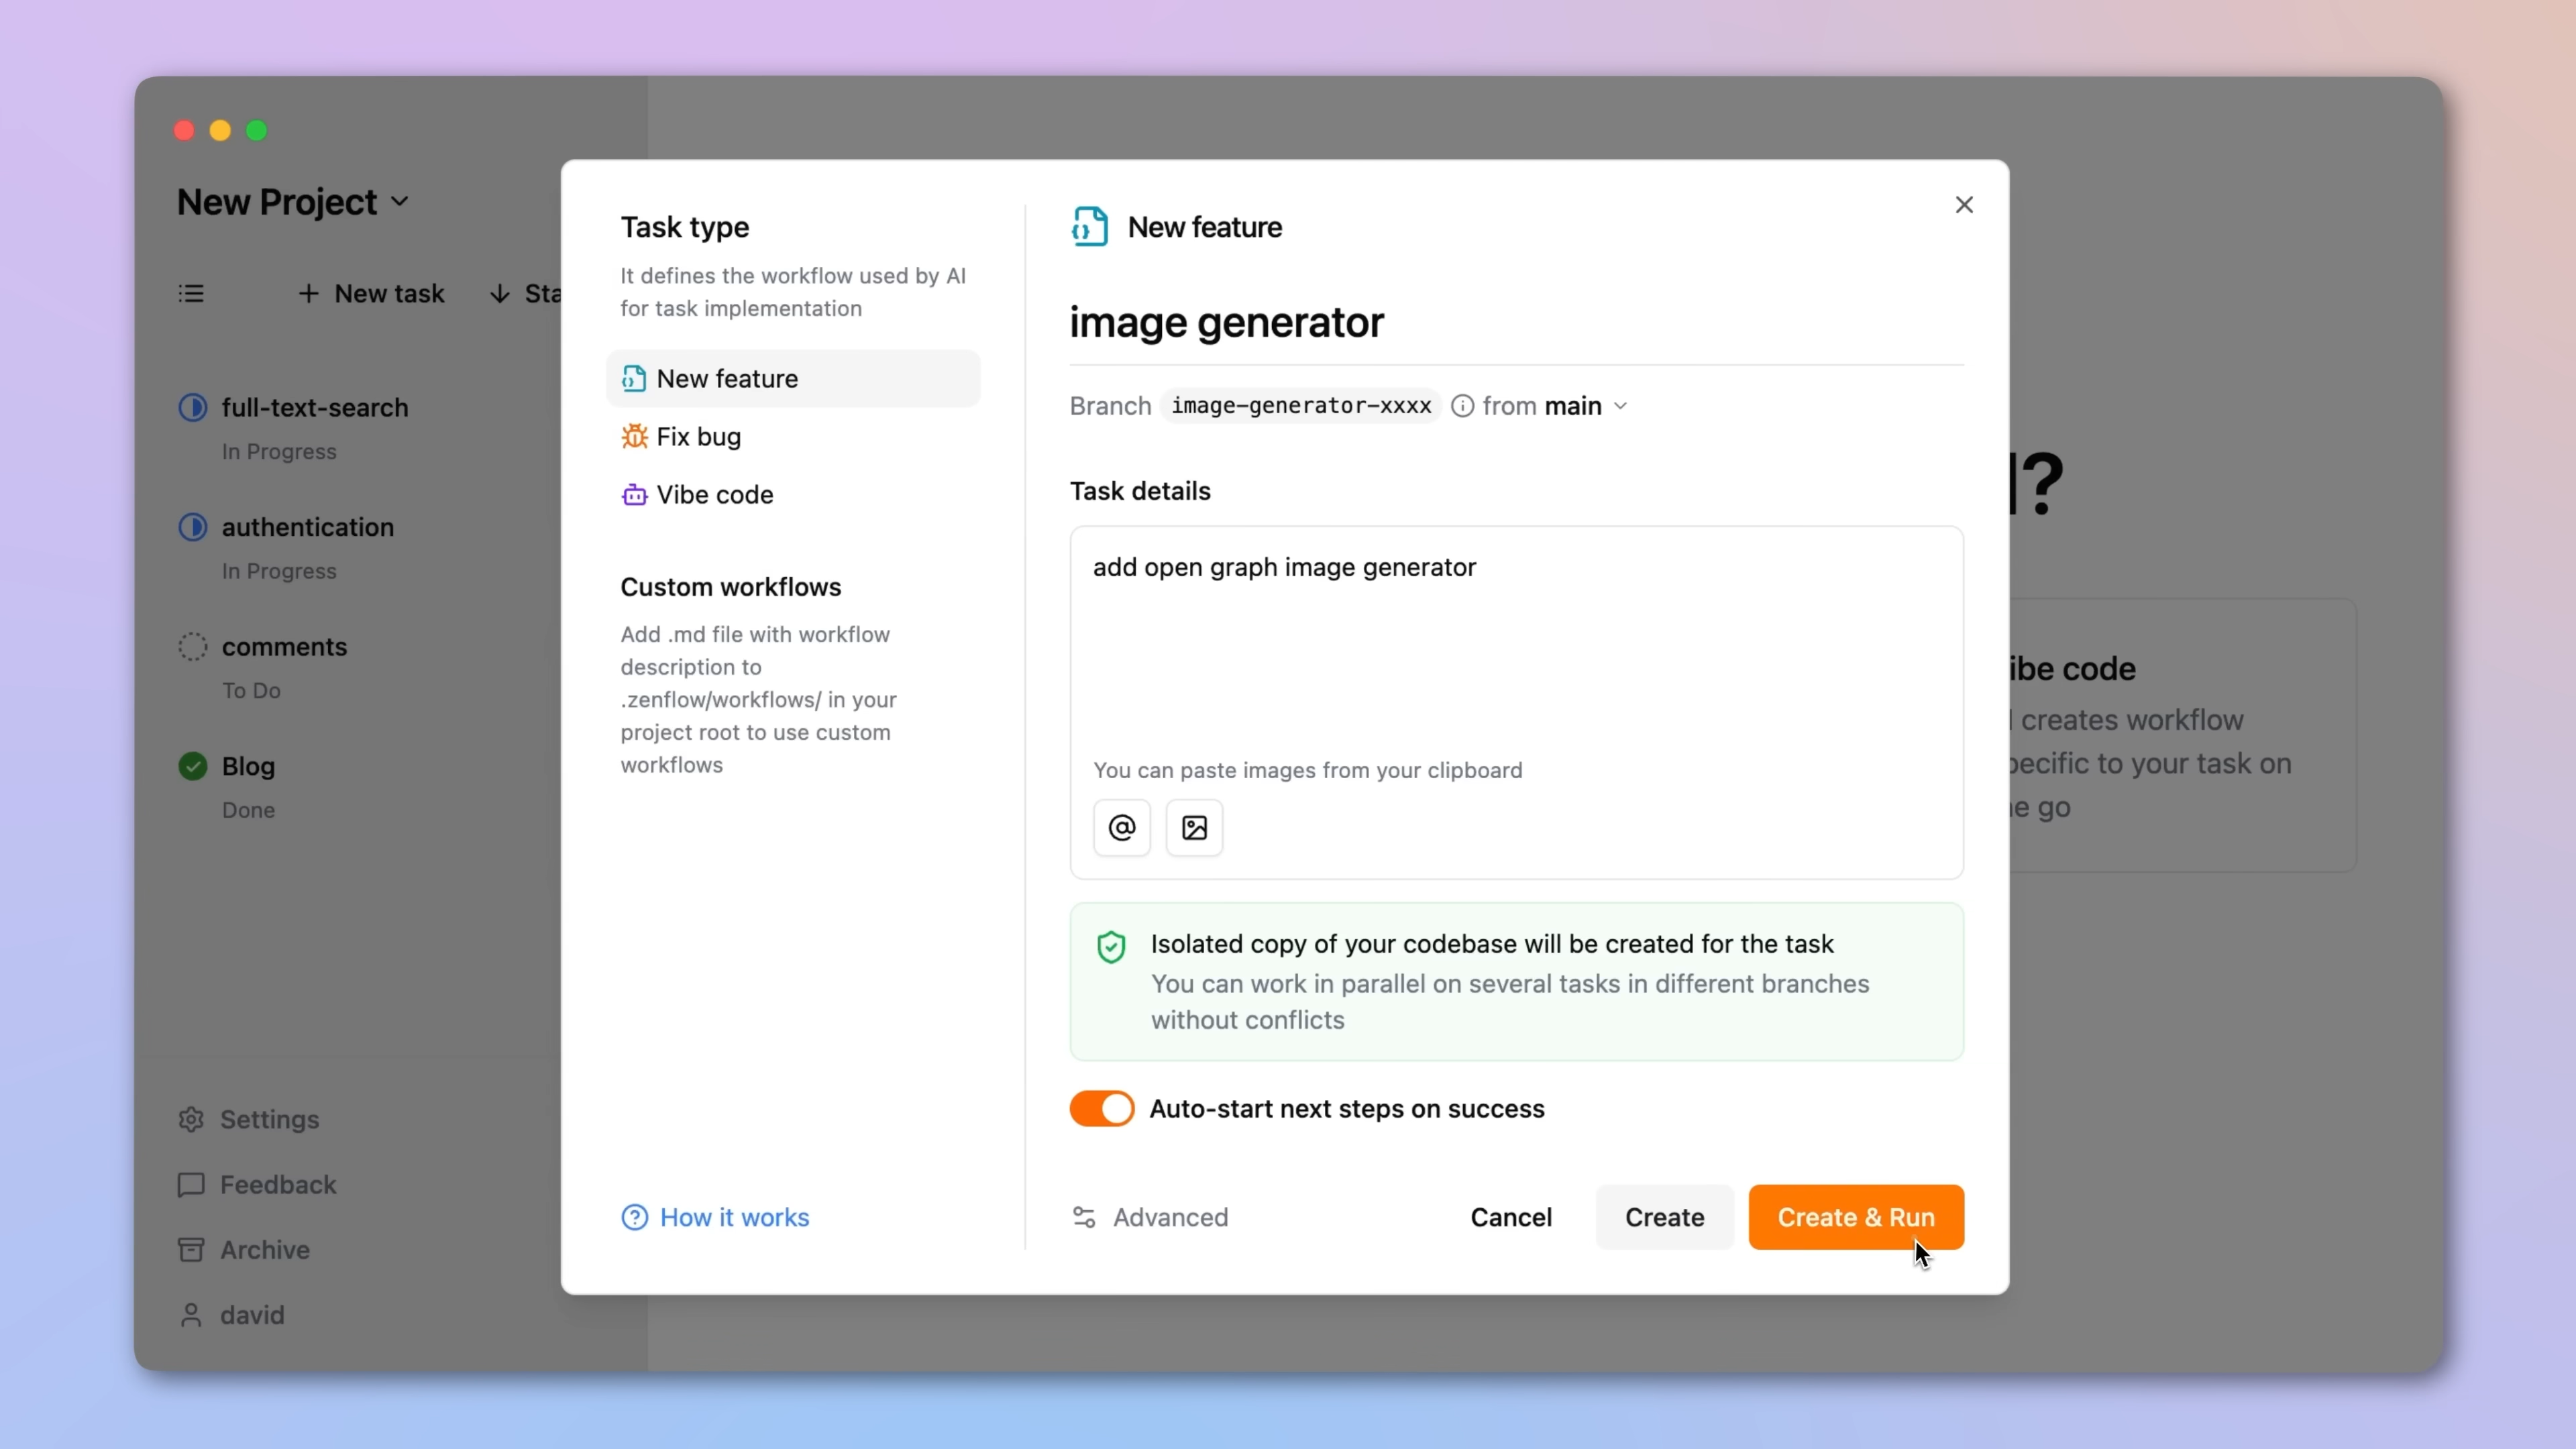 New Project
New task
full-text-search
In Progress
authentication
In Progress
comments
To Do
Blog
Done
Settings
Feedback
Archive
david
Task type
It defines the workflow used by AI
for task implementation
New feature
Fix bug
Vibe code
Custom workflows
Add .md file with workflow
description to
.zenflow/workflows/ in your
project root to use custom
workflows
How it works
New feature
image generator
Branch image-generator-xxxx from main
Task details
add open graph image generator
You can paste images from your clipboard
Isolated copy of your codebase will be created for the task
You can work in parallel on several tasks in different branches
without conflicts
Auto-start next steps on success
Advanced
Cancel
Create
Create & Run
code
creates workflow
to your task on
go